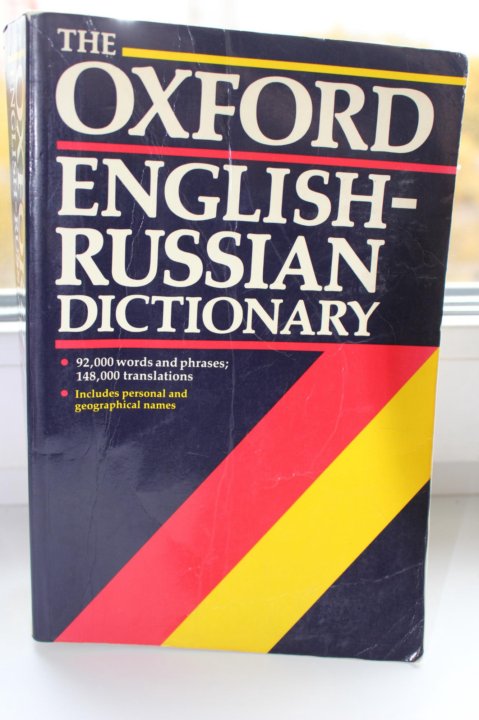 THE
OXFORD
ENGLISH-
RUSSIAN
DICTIONARY
• 92,000 words and phrases;
148,000 translations
• Includes personal and
geographical names